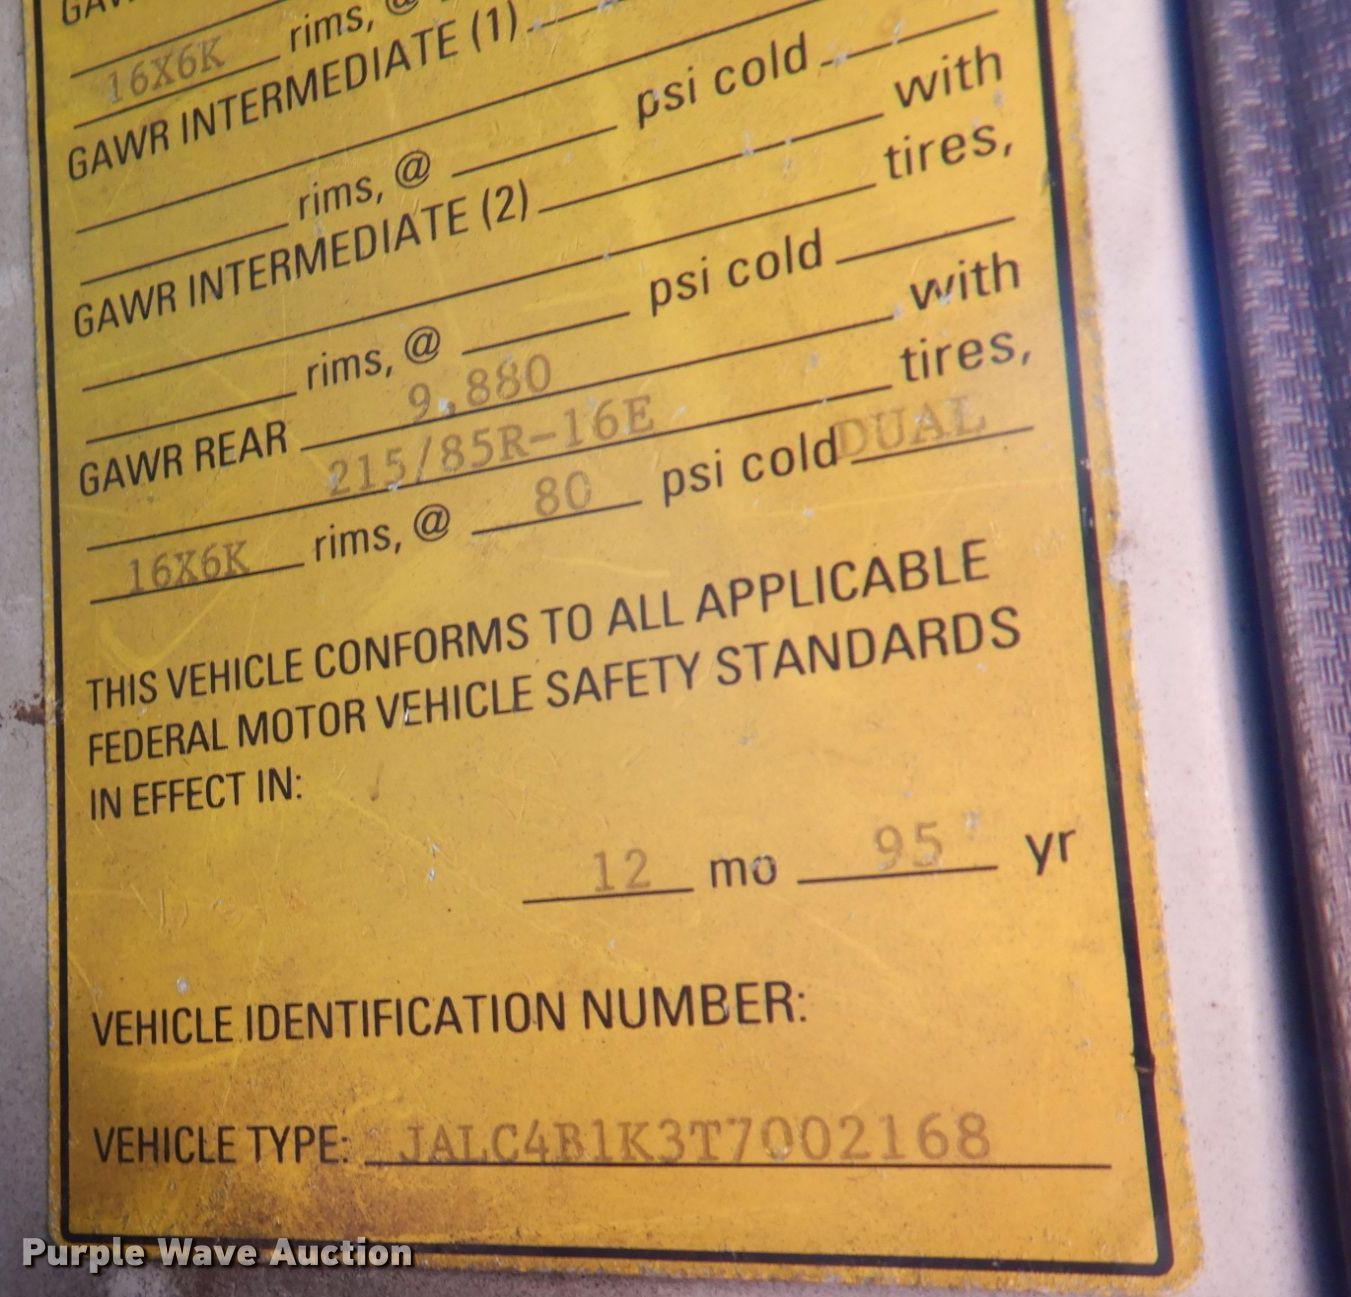 16X6K rims, @
GAWR INTERMEDIATE (1)
psi cold
rims, @ with
GAWR INTERMEDIATE (2) tires,
psi cold
rims, @ with
GAWR REAR 9,880 tires,
215/85R-16E
16X6K rims, @ 80 psi cold DUAL
THIS VEHICLE CONFORMS TO ALL APPLICABLE
FEDERAL MOTOR VEHICLE SAFETY STANDARDS
IN EFFECT IN:
12 mo 95 yr
VEHICLE IDENTIFICATION NUMBER:
VEHICLE TYPE: JALC4B1K3T7002168
Purple Wave Auction